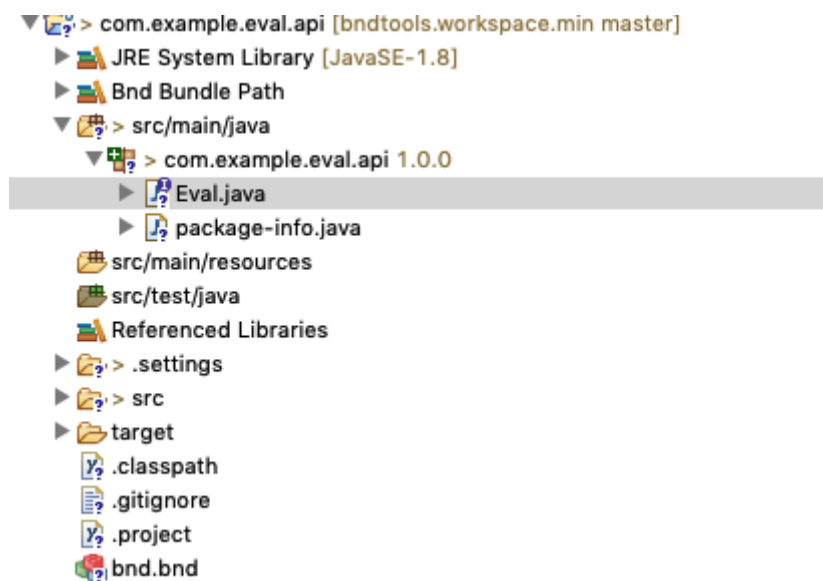 > com.example.eval.api [bndtools.workspace.min master]
JRE System Library [JavaSE-1.8]
Bnd Bundle Path
> src/main/java
> com.example.eval.api 1.0.0
Eval.java
package-info.java
src/main/resources
src/test/java
Referenced Libraries
> .settings
> src
target
.classpath
.gitignore
.project
bnd.bnd